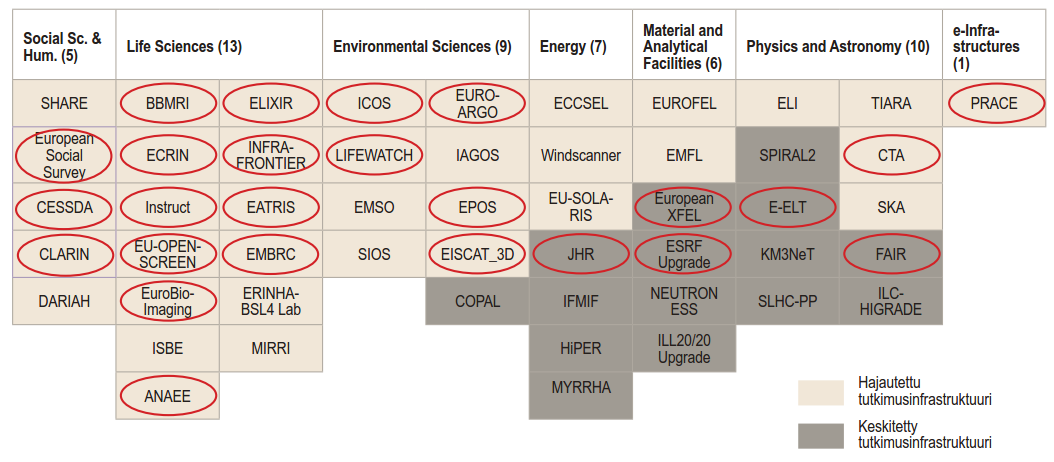 Social Sc. &
Hum. (5)
Life Sciences (13)
Environmental Sciences (9)
Energy (7)
Material and
Analytical
Facilities (6)
Physics and Astronomy (10)
e-Infra-
structures
(1)
SHARE
BBMRI
ELIXIR
ICOS
EURO-
ARGO
ECCSEL
EUROFEL
ELI
TIARA
PRACE
European
Social
Survey
ECRIN
INFRA-
FRONTIER
LIFEWATCH
IAGOS
Windscanner
EMFL
SPIRAL2
CTA
CESSDA
Instruct
EATRIS
EMSO
EPOS
EU-SOLA-
RIS
European
XFEL
E-ELT
SKA
CLARIN
EU-OPEN-
SCREEN
EMBRC
SIOS
EISCAT_3D
JHR
ESRF
Upgrade
KM3NeT
FAIR
DARIAH
EuroBio-
Imaging
ERINHA-
BSL4 Lab
COPAL
IFMIF
NEUTRON
ESS
SLHC-PP
ILC-
HIGRADE
ISBE
MIRRI
HiPER
ILL20/20
Upgrade
ANAEE
MYRRHA
Hajautettu
tutkimusinfrastruktuuri
Keskitetty
tutkimusinfrastruktuuri